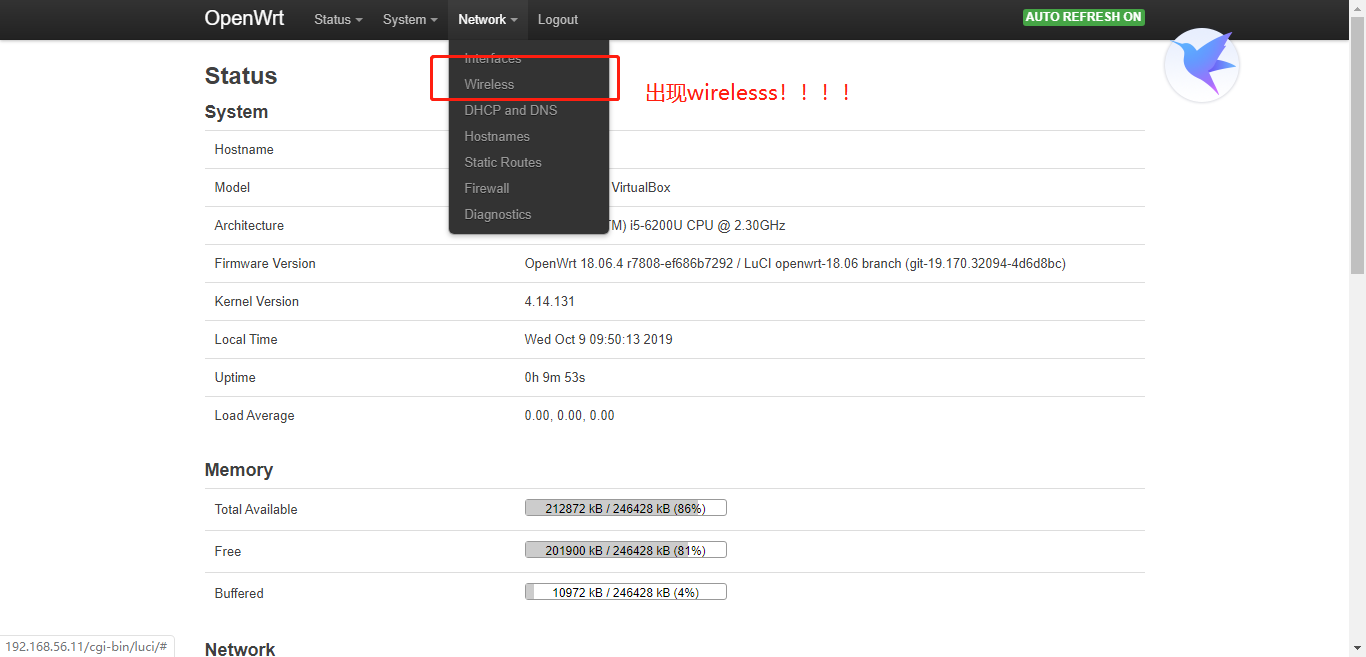 OpenWrt Status System Network Logout AUTO REFRESH ON
Interfaces
Wireless
DHCP and DNS
Hostnames
Static Routes
Firewall
Diagnostics
出现wirelesss！！！！
Status
System
Hostname
Model VirtualBox
Architecture TM) i5-6200U CPU @ 2.30GHz
Firmware Version OpenWrt 18.06.4 r7808-ef686b7292 / LuCI openwrt-18.06 branch (git-19.170.32094-4d6d8bc)
Kernel Version 4.14.131
Local Time Wed Oct 9 09:50:13 2019
Uptime 0h 9m 53s
Load Average 0.00, 0.00, 0.00
Memory
Total Available 212872 kB / 246428 kB (86%)
Free 201900 kB / 246428 kB (81%)
Buffered 10972 kB / 246428 kB (4%)
Network
192.168.56.11/cgi-bin/luci/#